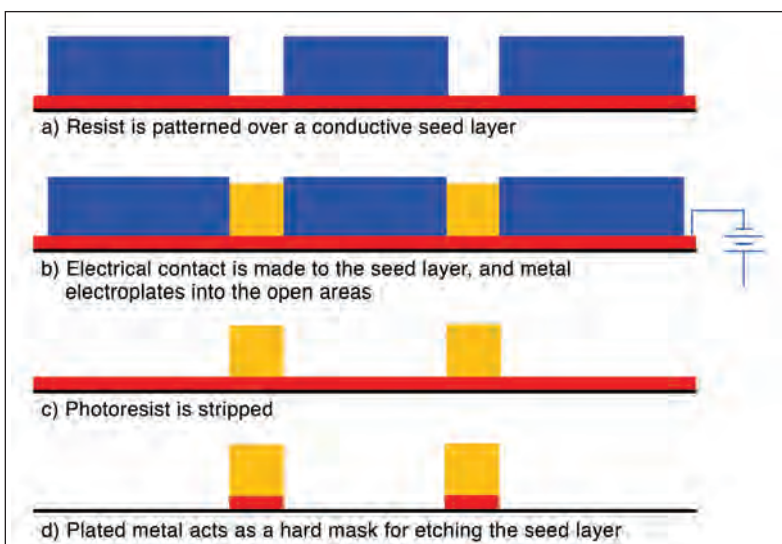 a) Resist is patterned over a conductive seed layer
b) Electrical contact is made to the seed layer, and metal
electroplates into the open areas
c) Photoresist is stripped
d) Plated metal acts as a hard mask for etching the seed layer